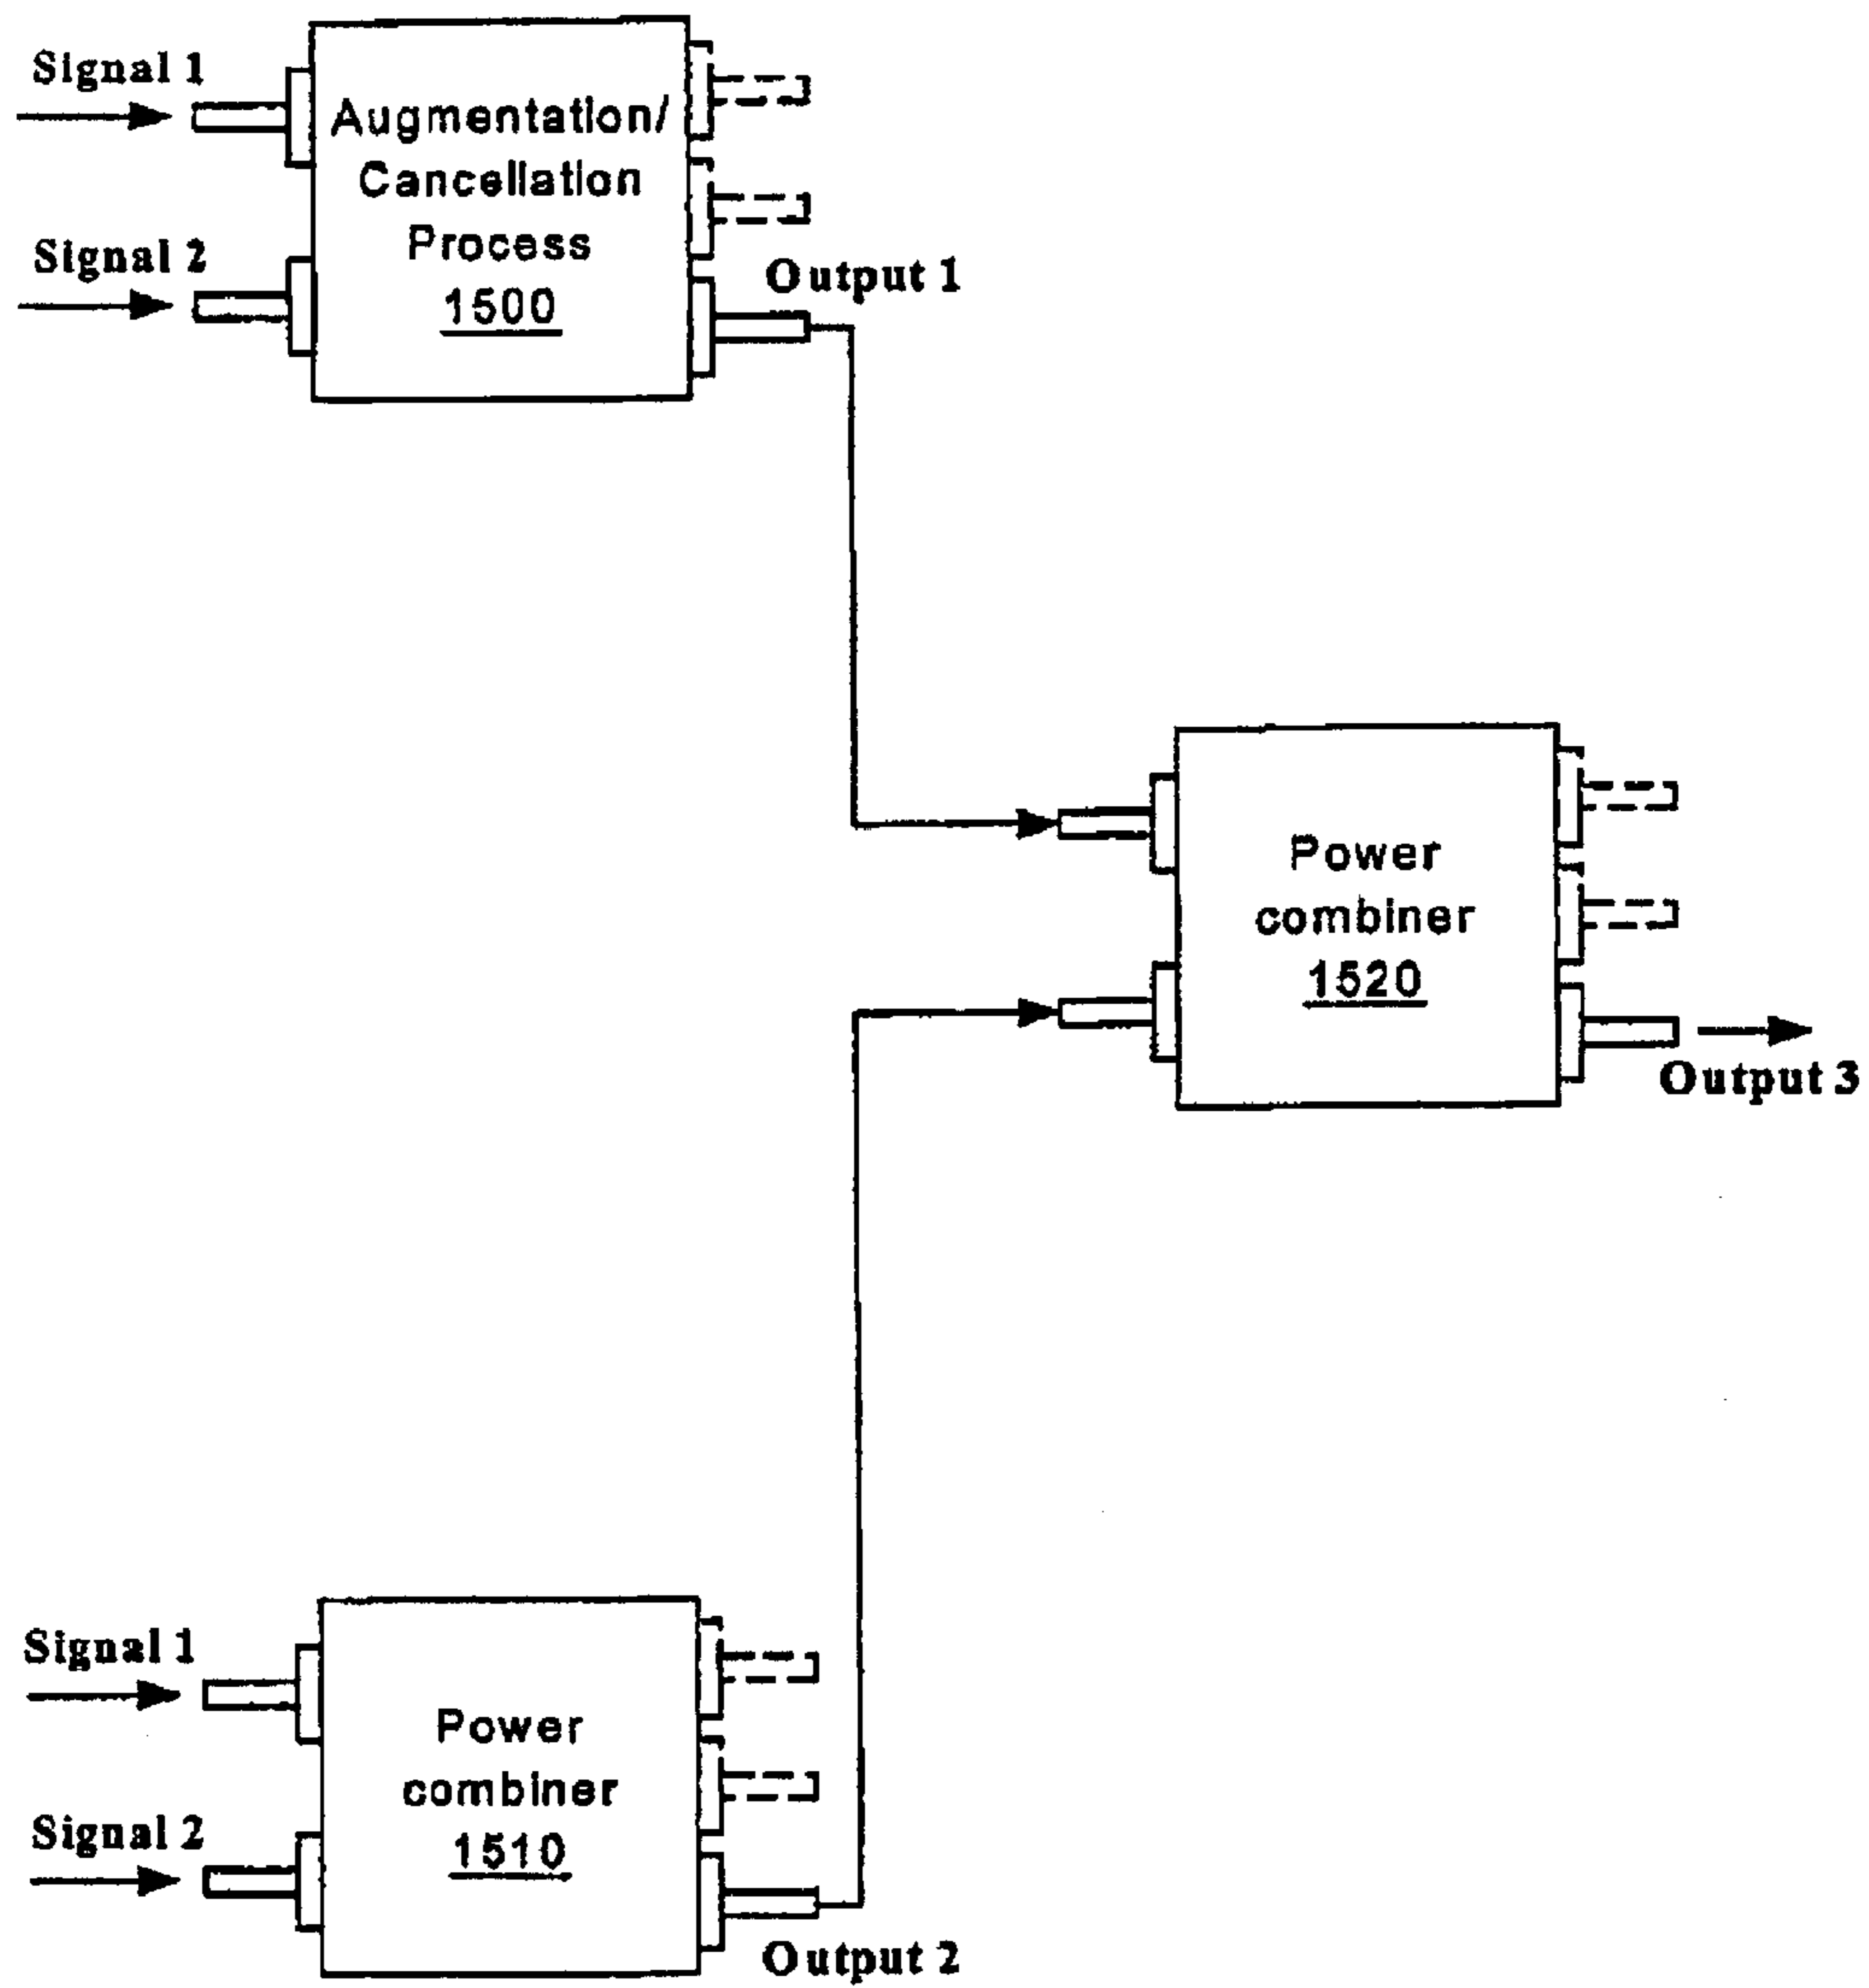 Signal 1
Augmentation/
Cancellation
Process
1500
Signal 2
Output 1
Power
combiner
1520
Output 3
Signal 1
Power
combiner
1510
Signal 2
Output 2